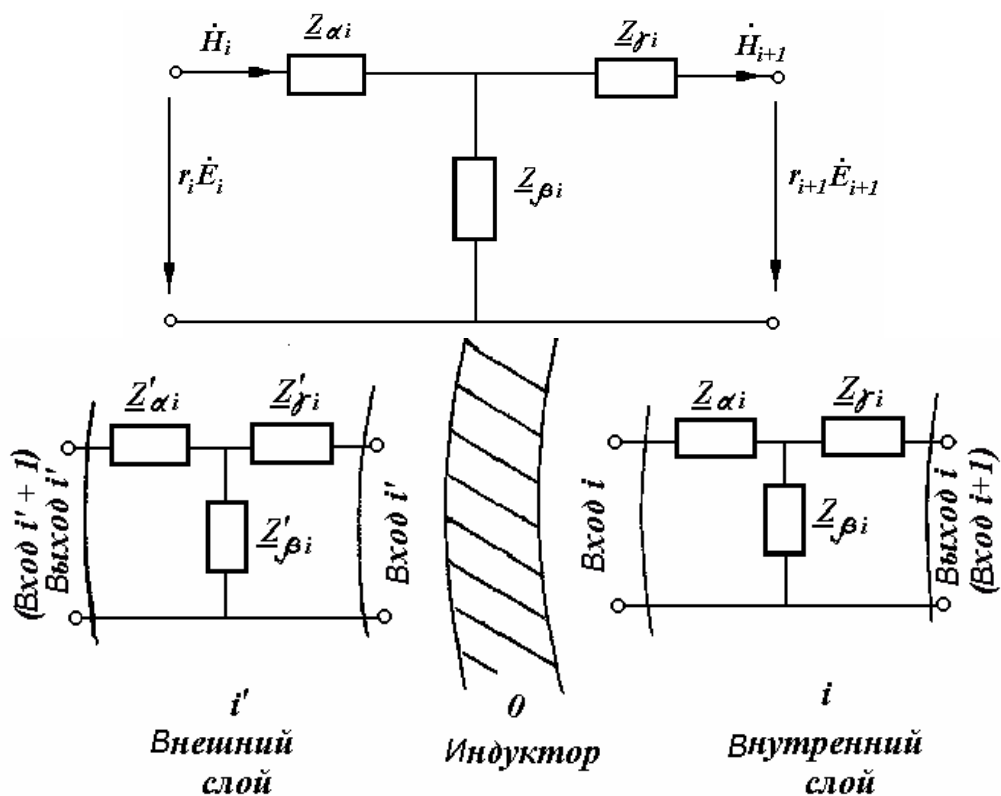 Ḣi
Z̲αi
Z̲γi
Ḣi+1
riĖi
Z̲βi
ri+1Ėi+1
Z̲'αi
Z̲'γi
Z̲'βi
(Вход i' + 1)
Выход i'
Вход i'
Z̲αi
Z̲γi
Z̲βi
Вход i
Выход i
(Вход i+1)
i'
Внешний
слой
0
Индуктор
i
Внутренний
слой